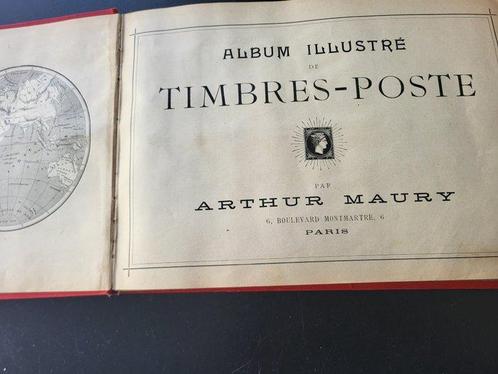 ALBUM ILLUSTRÉ
DE
TIMBRES-POSTE
PAR
ARTHUR MAURY
6, BOULEVARD MONTMARTRE, 6
PARIS